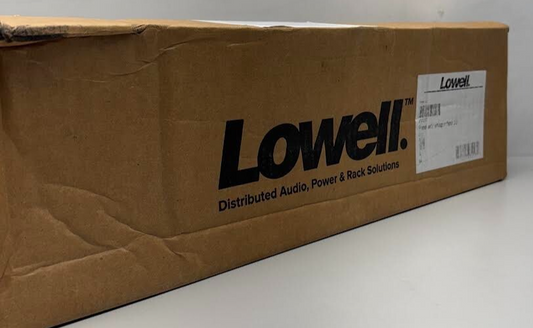 Lowell.™
Distributed Audio, Power & Rack Solutions
Lowell.